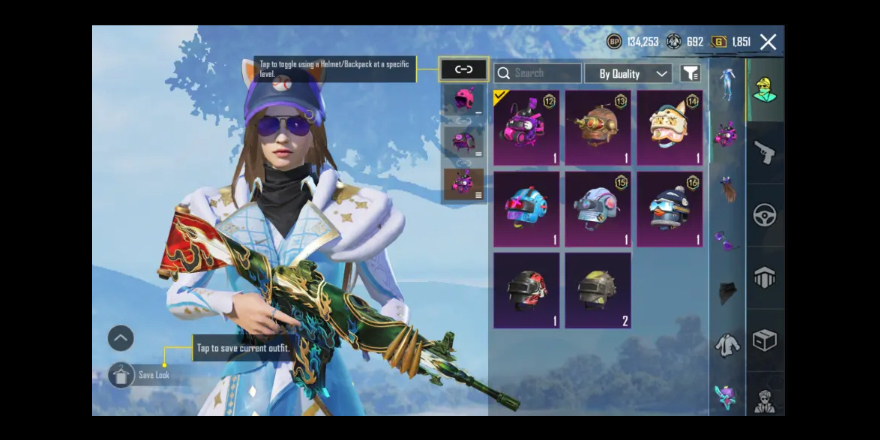 BP 134,253 692 G 1,851
Tap to toggle using a Helmet/Backpack at a specific
level.
Search
By Quality
12
13
14
1
1
1
15
16
1
1
1
1
2
Tap to save current outfit.
Save Look